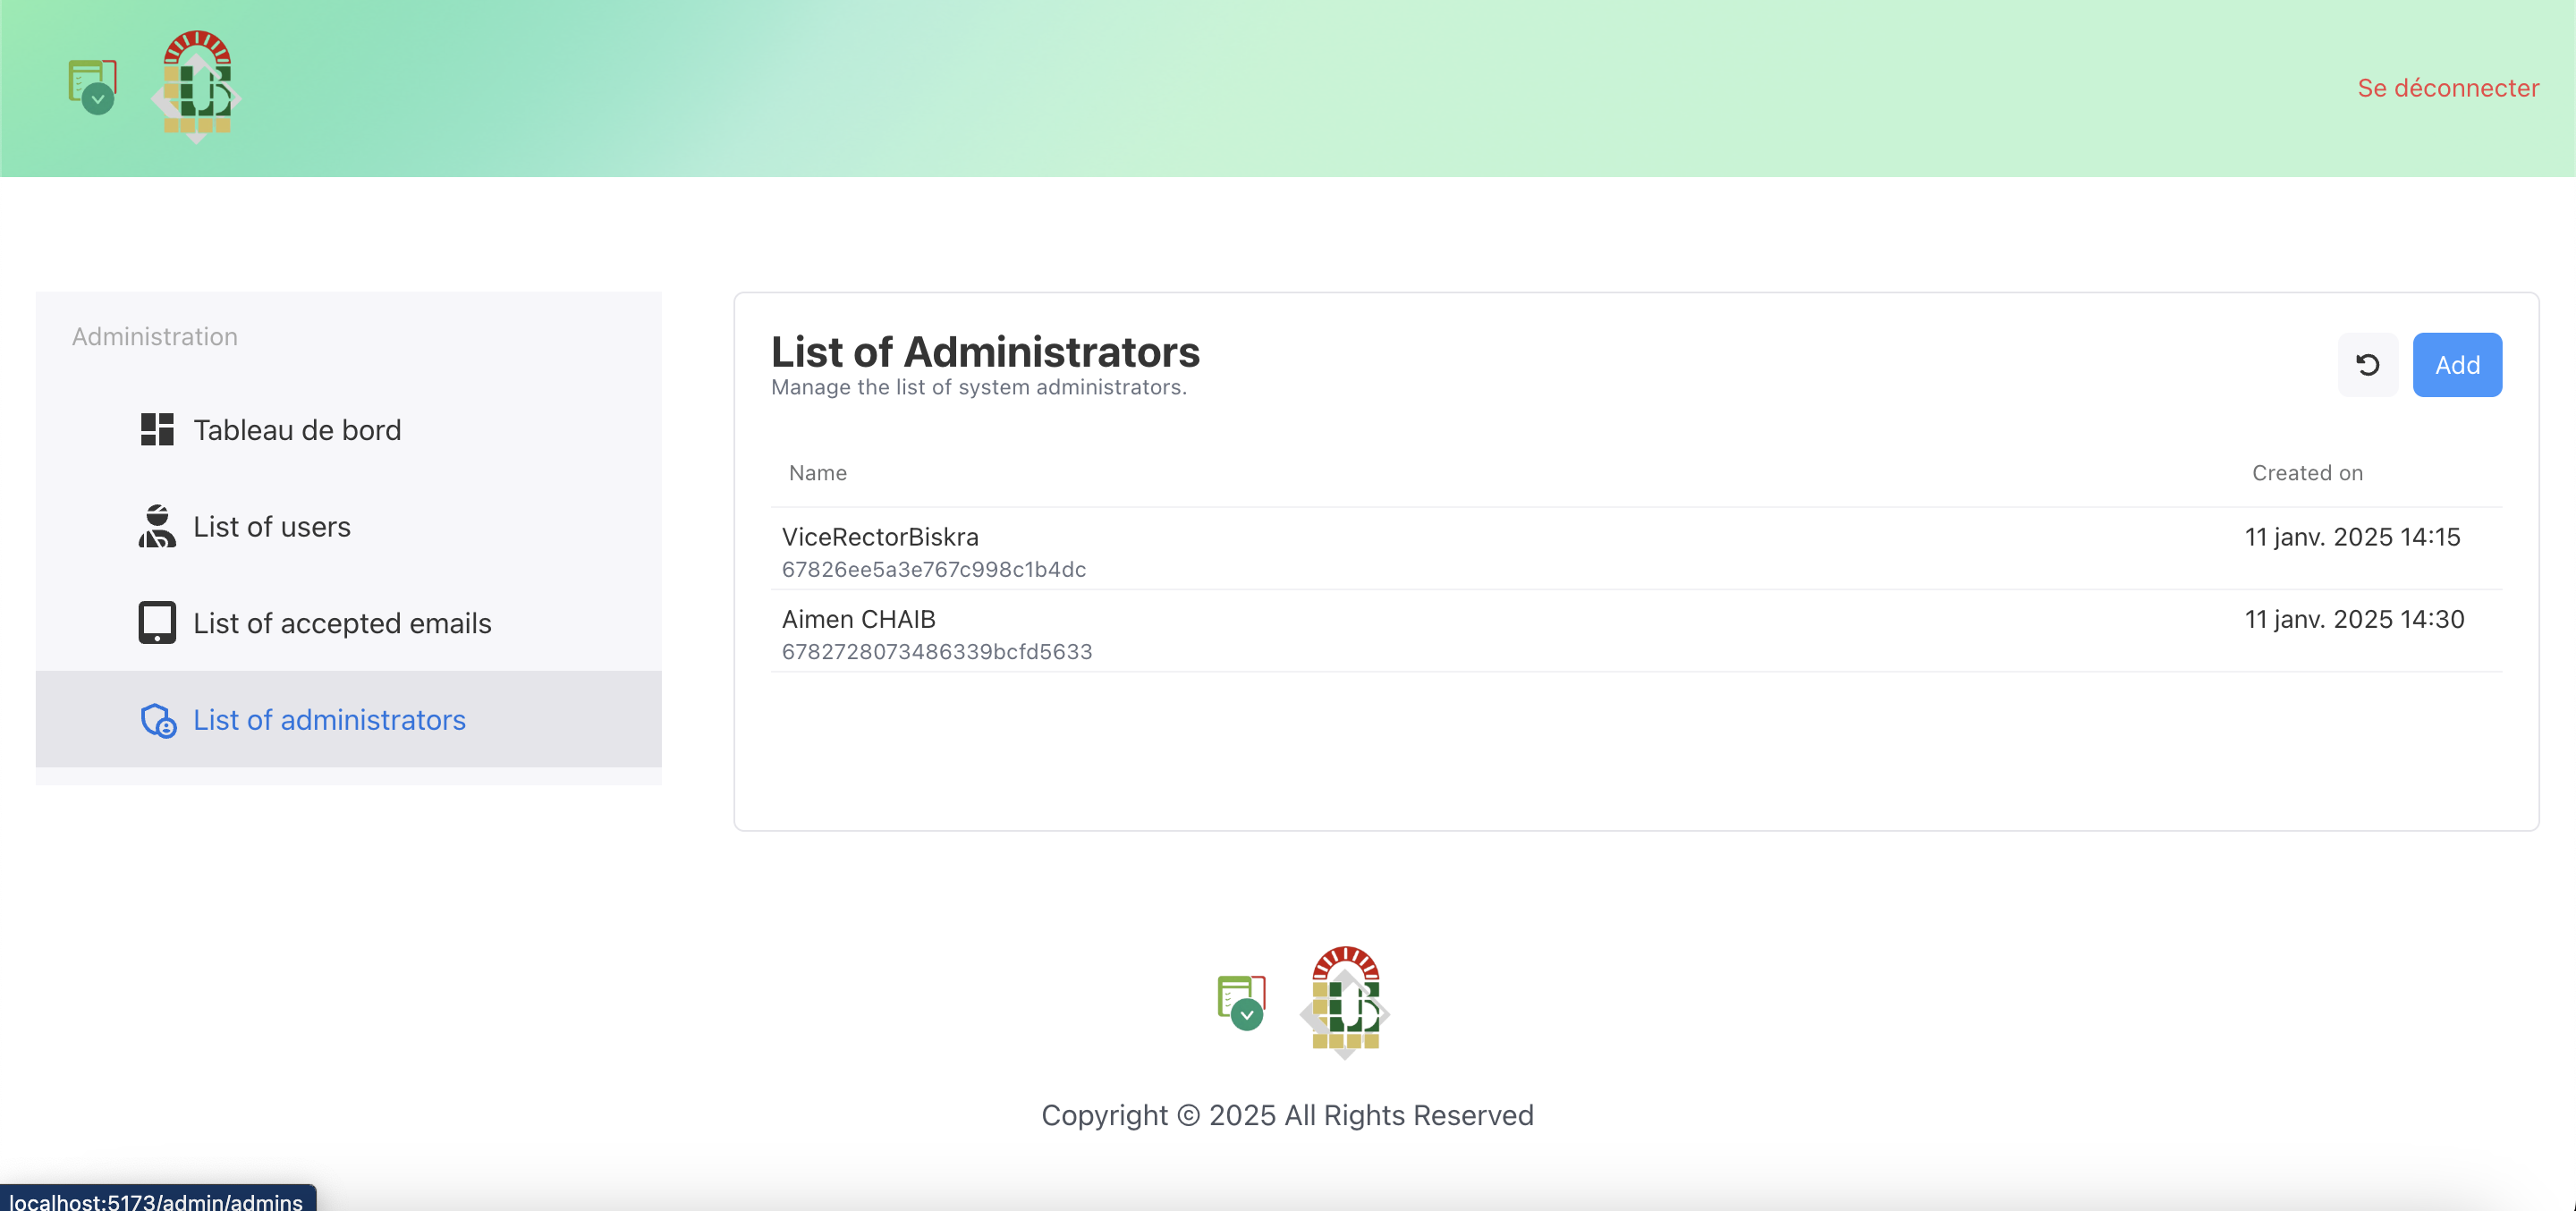 Se déconnecter
Administration
Tableau de bord
List of users
List of accepted emails
List of administrators
List of Administrators
Manage the list of system administrators.
Add
Name Created on
ViceRectorBiskra 11 janv. 2025 14:15
67826ee5a3e767c998c1b4dc
Aimen CHAIB 11 janv. 2025 14:30
6782728073486339bcfd5633
Copyright © 2025 All Rights Reserved
localhost:5173/admin/admins